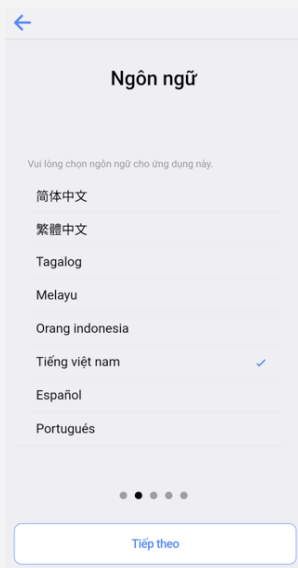 Ngôn ngữ
Vui lòng chọn ngôn ngữ cho ứng dụng này.
简体中文
繁體中文
Tagalog
Melayu
Orang indonesia
Tiếng việt nam
Español
Portugués
Tiếp theo